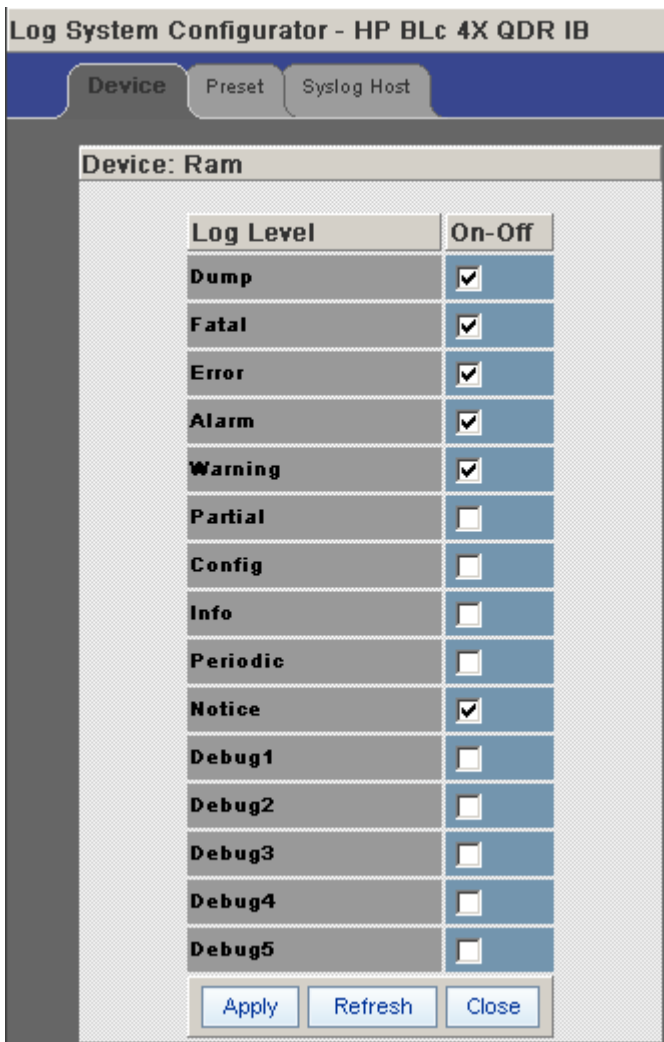 Log System Configurator - HP BLc 4X QDR IB
Device Preset Syslog Host
Device: Ram
Log Level On-Off
Dump
Fatal
Error
Alarm
Warning
Partial
Config
Info
Periodic
Notice
Debug1
Debug2
Debug3
Debug4
Debug5
Apply Refresh Close